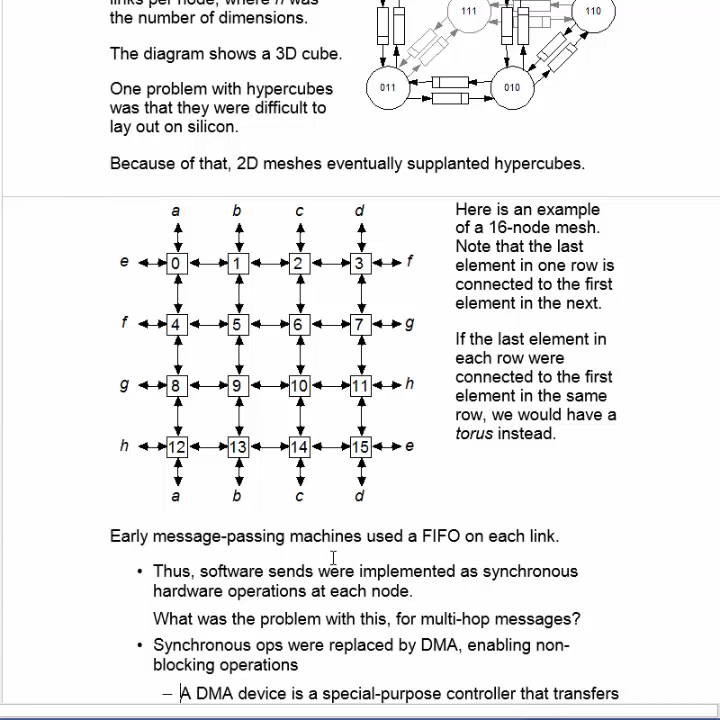 links per node, where n was
the number of dimensions.
111
110
The diagram shows a 3D cube.
011
010
One problem with hypercubes
was that they were difficult to
lay out on silicon.
Because of that, 2D meshes eventually supplanted hypercubes.
a b c d
e 0 1 2 3 f
f 4 5 6 7 g
g 8 9 10 11 h
h 12 13 14 15 e
a b c d
Here is an example
of a 16-node mesh.
Note that the last
element in one row is
connected to the first
element in the next.
If the last element in
each row were
connected to the first
element in the same
row, we would have a
torus instead.
Early message-passing machines used a FIFO on each link.
• Thus, software sends were implemented as synchronous
hardware operations at each node.
What was the problem with this, for multi-hop messages?
• Synchronous ops were replaced by DMA, enabling non-
blocking operations
– A DMA device is a special-purpose controller that transfers